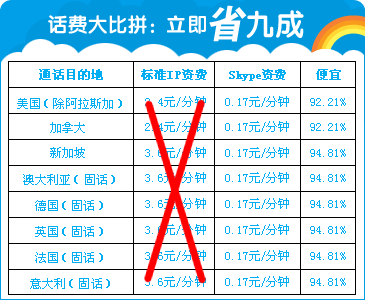 话费大比拼：立即省九成
通话目的地 标准IP资费 Skype资费 便宜
美国（除阿拉斯加） 2.4元/分钟 0.17元/分钟 92.21%
加拿大 2.4元/分钟 0.17元/分钟 92.21%
新加坡 3.6元/分钟 0.17元/分钟 94.81%
澳大利亚（固话） 3.6元/分钟 0.17元/分钟 94.81%
德国（固话） 3.6元/分钟 0.17元/分钟 94.81%
英国（固话） 3.6元/分钟 0.17元/分钟 94.81%
法国（固话） 3.6元/分钟 0.17元/分钟 94.81%
意大利（固话） 3.6元/分钟 0.17元/分钟 94.81%